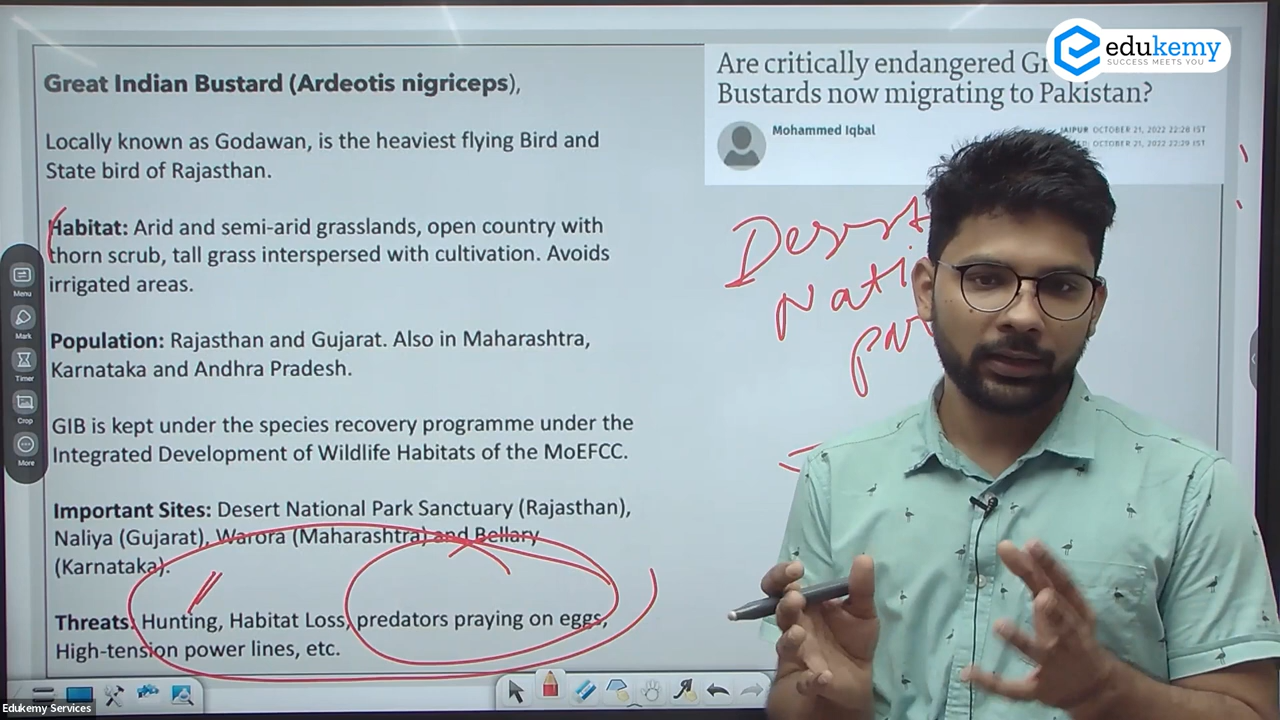 Great Indian Bustard (Ardeotis nigriceps),
Locally known as Godawan, is the heaviest flying Bird and
State bird of Rajasthan.
Habitat: Arid and semi-arid grasslands, open country with
thorn scrub, tall grass interspersed with cultivation. Avoids
irrigated areas.
Population: Rajasthan and Gujarat. Also in Maharashtra,
Karnataka and Andhra Pradesh.
GIB is kept under the species recovery programme under the
Integrated Development of Wildlife Habitats of the MoEFCC.
Important Sites: Desert National Park Sanctuary (Rajasthan),
Naliya (Gujarat), Warora (Maharashtra) and Bellary
(Karnataka).
Threats: Hunting, Habitat Loss, predators praying on eggs,
High-tension power lines, etc.
Are critically endangered
Bustards now migrating to Pakistan?
Mohammed Iqbal
JAIPUR OCTOBER 21, 2022 22:28 IST
OCTOBER 21, 2022 22:29 IST
edukemy
SUCCESS MEETS YOU
Desert
Nati
par
Menu
Mark
Timer
Crop
More
Edukemy Services